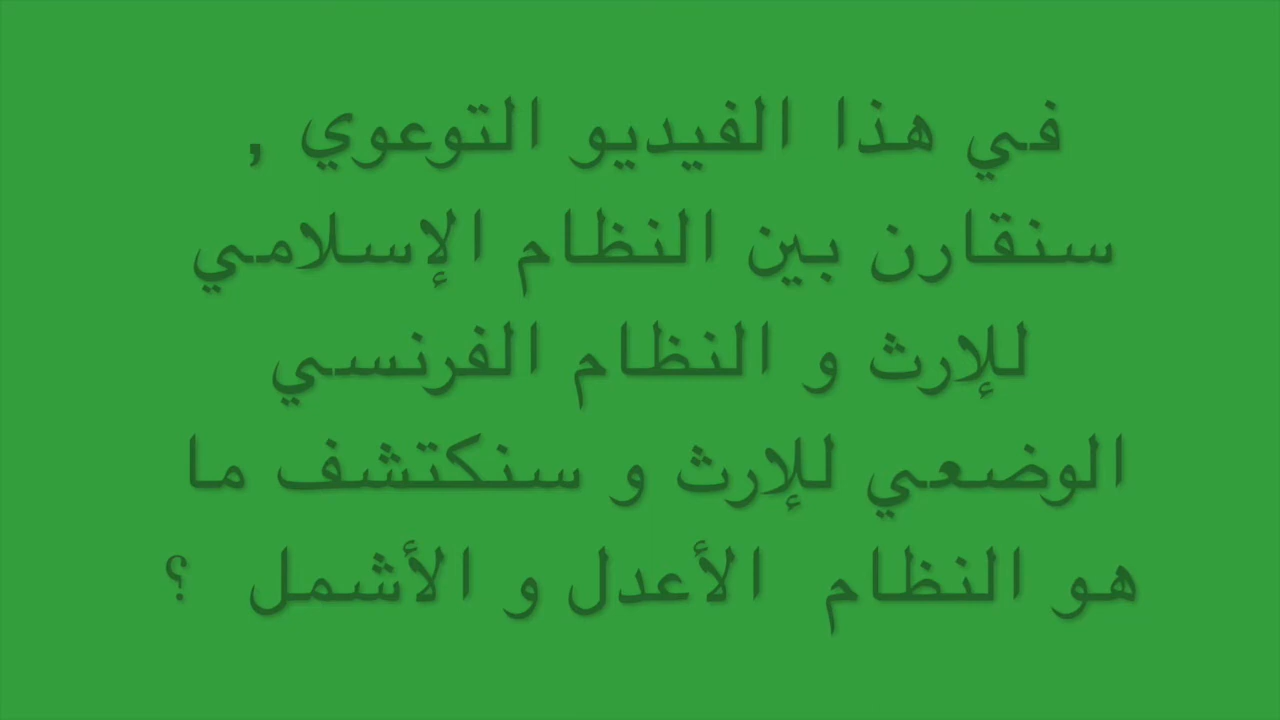 في هذا الفيديو التوعوي ,
سنقارن بين النظام الإسلامي
للإرث و النظام الفرنسي
الوضعي للإرث و سنكتشف ما
هو النظام الأعدل و الأشمل ؟